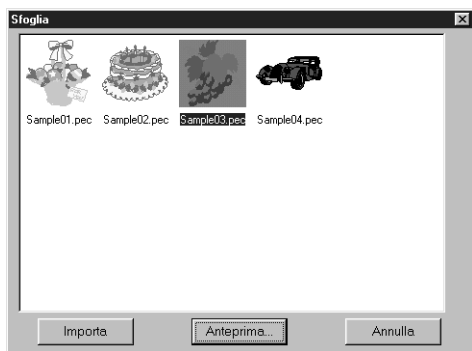 Sfoglia
Sample01.pec Sample02.pec Sample03.pec Sample04.pec
Importa Anteprima... Annulla